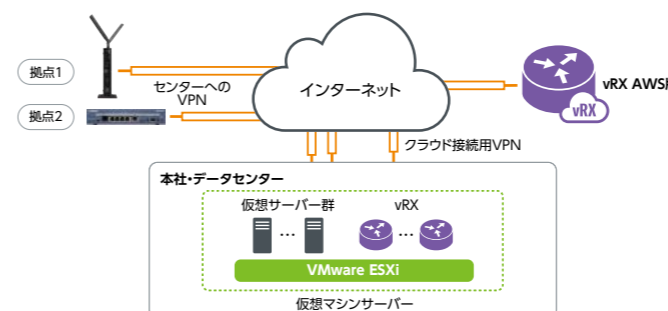 拠点1
センターへの
VPN
拠点2
インターネット
vRX AWS
vRX
クラウド接続用VPN
本社・データセンター
仮想サーバー群
vRX
…
…
VMware ESXi
仮想マシンサーバー